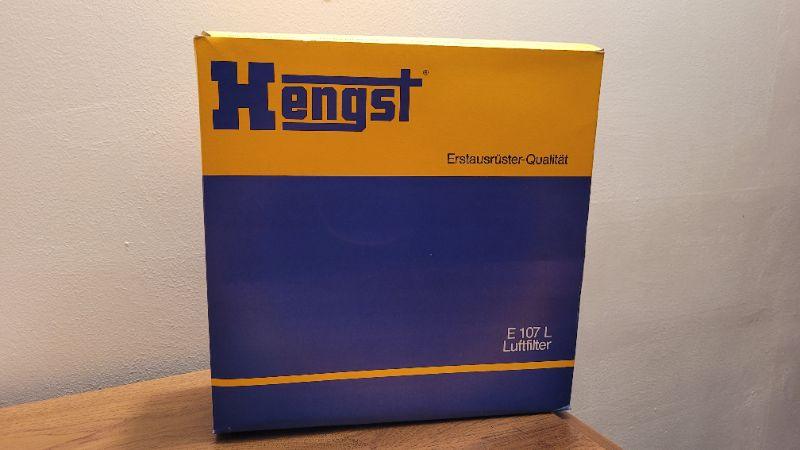 Hengst®
Erstausrüster-Qualität
E 107 L
Luftfilter